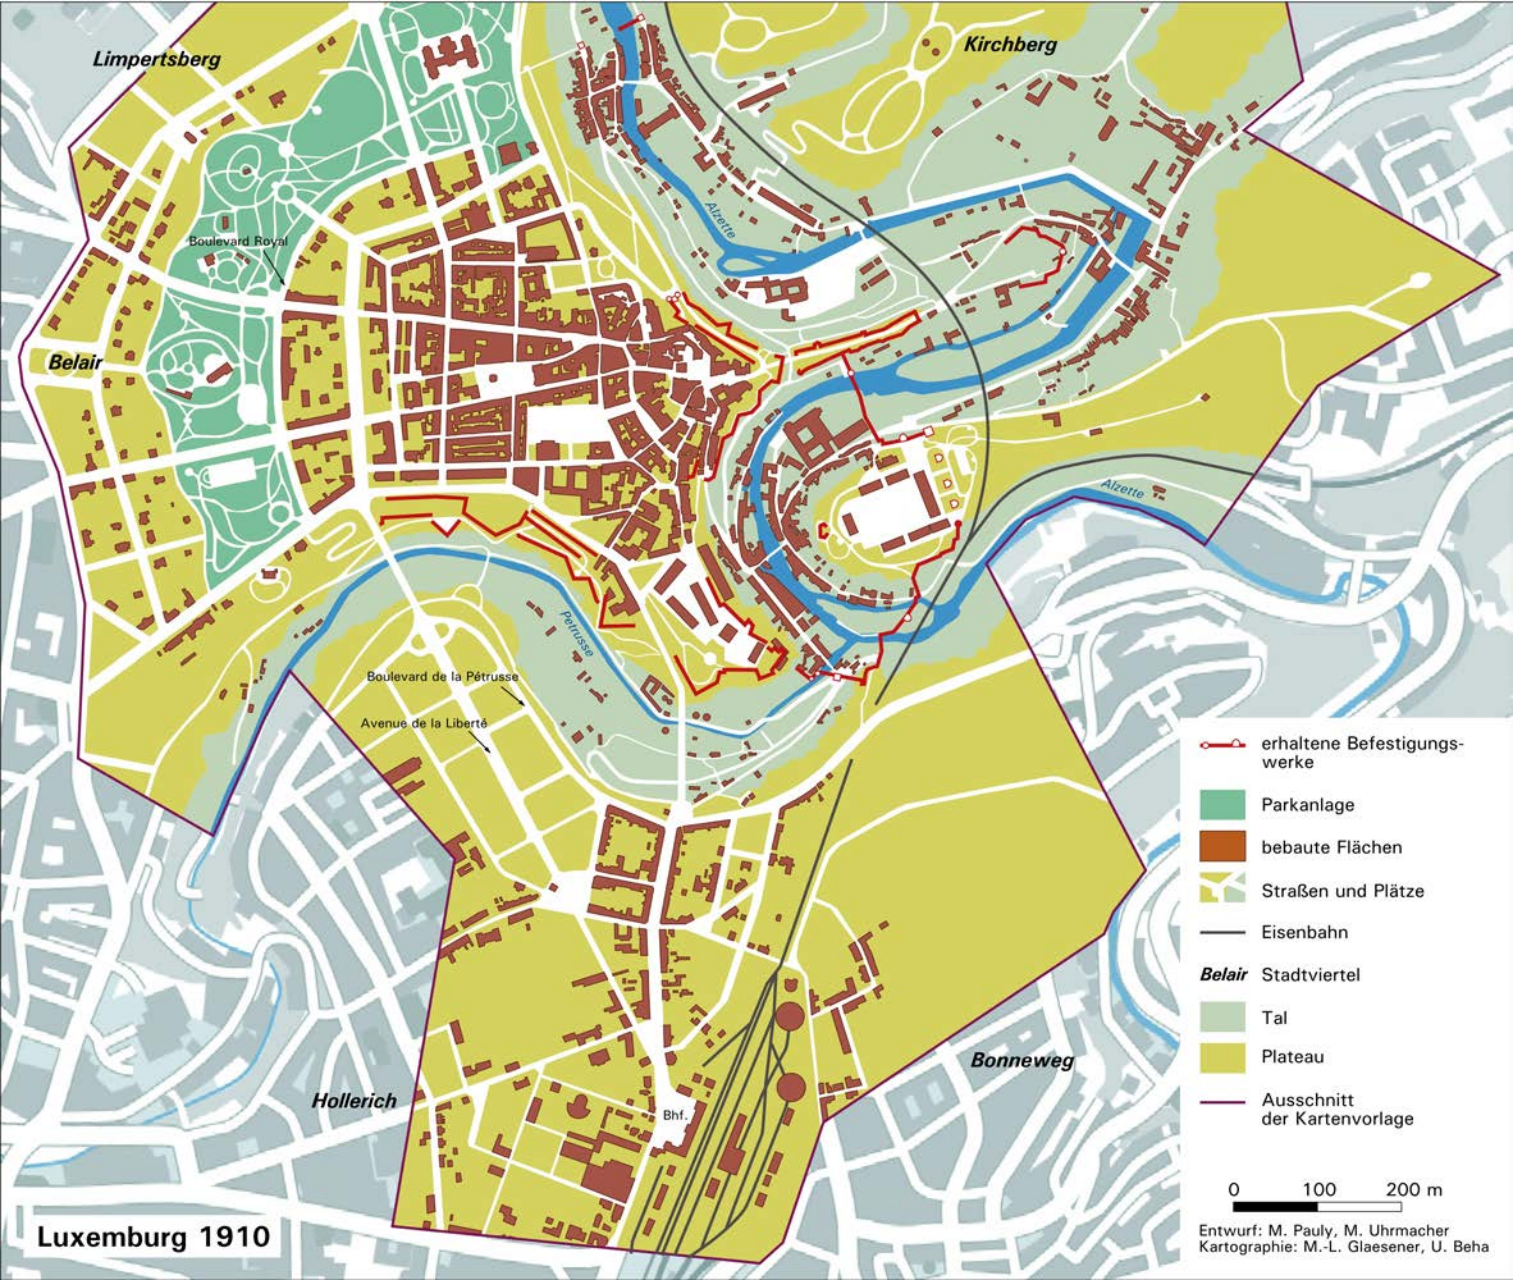 Limpertsberg
Kirchberg
Alzette
Boulevard Royal
Belair
Alzette
Petrusse
Boulevard de la Pétrusse
Avenue de la Liberté
Bonneweg
Hollerich
Bhf.
Luxemburg 1910
erhaltene Befestigungs-
werke
Parkanlage
bebaute Flächen
Straßen und Plätze
Eisenbahn
Belair Stadtviertel
Tal
Plateau
Ausschnitt
der Kartenvorlage
0 100 200 m
Entwurf: M. Pauly, M. Uhrmacher
Kartographie: M.-L. Glaesener, U. Beha